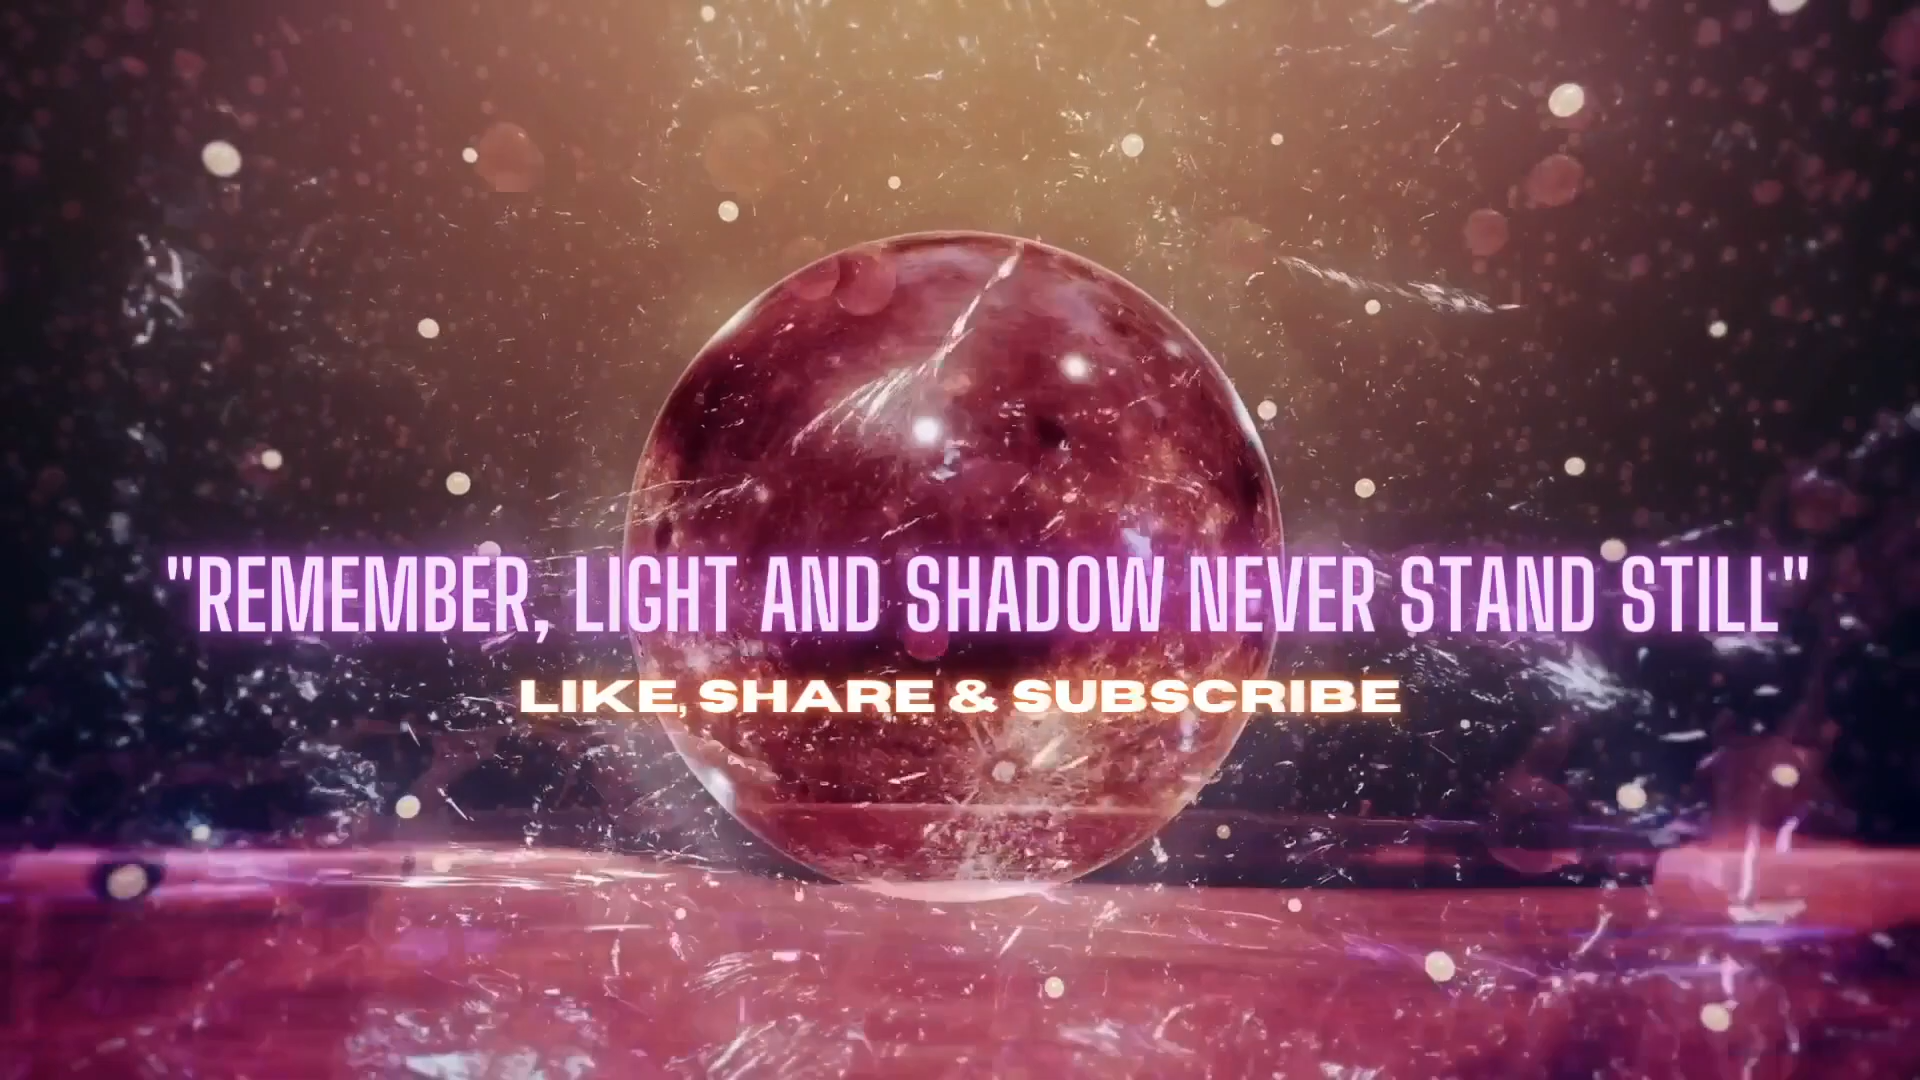 "REMEMBER, LIGHT AND SHADOW NEVER STAND STILL"
LIKE, SHARE & SUBSCRIBE